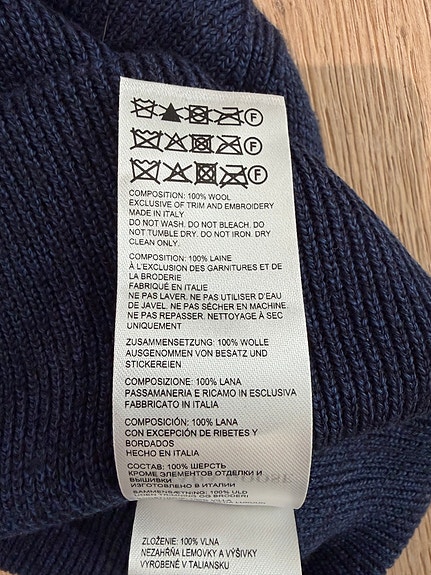 F
F
F
COMPOSITION: 100% WOOL
EXCLUSIVE OF TRIM AND EMBROIDERY
MADE IN ITALY
DO NOT WASH. DO NOT BLEACH. DO
NOT TUMBLE DRY. DO NOT IRON. DRY
CLEAN ONLY.
COMPOSITION: 100% LAINE
À L'EXCLUSION DES GARNITURES ET DE
LA BRODERIE
FABRIQUÉ EN ITALIE
NE PAS LAVER. NE PAS UTILISER D'EAU
DE JAVEL. NE PAS SÉCHER EN MACHINE.
NE PAS REPASSER. NETTOYAGE À SEC
UNIQUEMENT
ZUSAMMENSETZUNG: 100% WOLLE
AUSGENOMMEN VON BESATZ UND
STICKEREIEN
COMPOSIZIONE: 100% LANA
PASSAMANERIA E RICAMO IN ESCLUSIVA
FABBRICATO IN ITALIA
COMPOSICIÓN: 100% LANA
CON EXCEPCIÓN DE RIBETES Y
BORDADOS
HECHO EN ITALIA
СОСТАВ: 100% ШЕРСТЬ
КРОМЕ ЭЛЕМЕНТОВ ОТДЕЛКИ И
ВЫШИВКИ
ИЗГОТОВЛЕНО В ИТАЛИИ
SAMMENSÆTNING: 100% ULD
ZLOŽENIE: 100% VLNA
NEZAHŔŇA LEMOVKY A VÝŠIVKY
VYROBENÉ V TALIANSKU